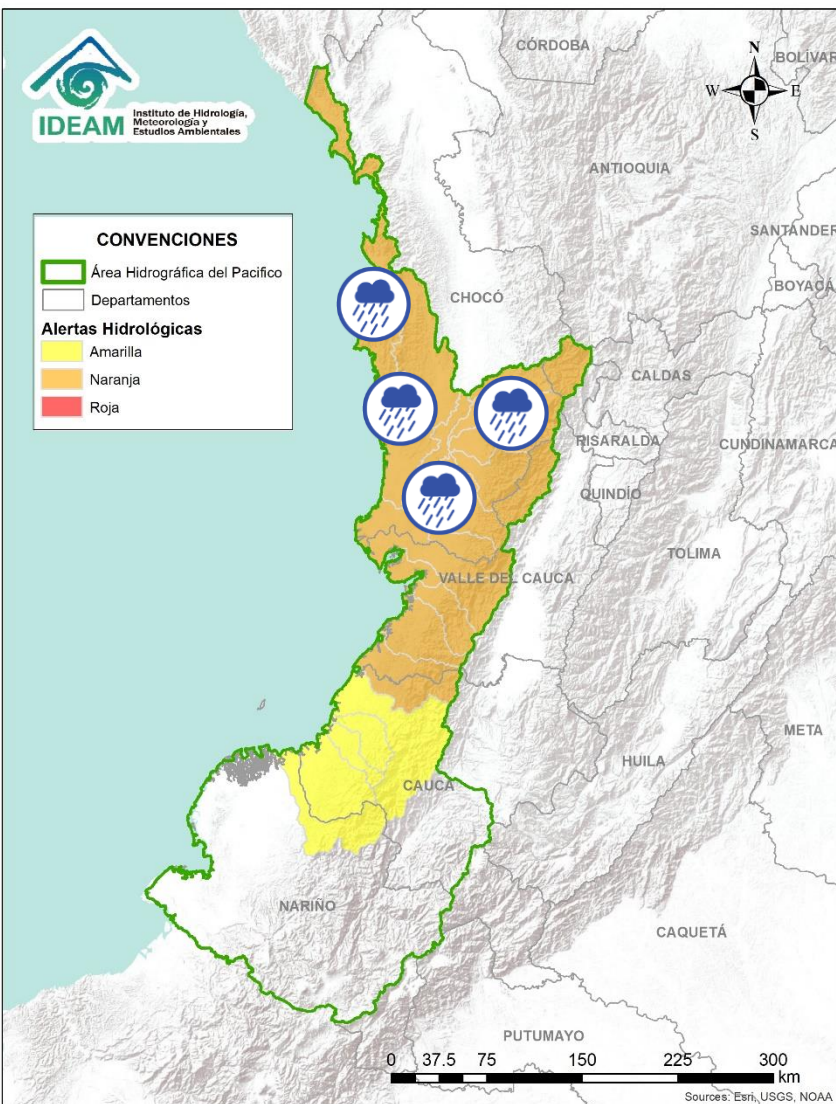 IDEAM
Instituto de Hidrología,
Meteorología y
Estudios Ambientales
N
W
E
S
CÓRDOBA
BOLÍVAR
ANTIOQUIA
SANTANDER
BOYACÁ
CHOCÓ
CALDAS
RISARALDA
CUNDINAMARCA
QUINDÍO
TOLIMA
VALLE DEL CAUCA
META
HUILA
CAUCA
NARIÑO
CAQUETÁ
PUTUMAYO
CONVENCIONES
Área Hidrográfica del Pacifico
Departamentos
Alertas Hidrológicas
Amarilla
Naranja
Roja
0 37.5 75 150 225 300
km
Sources: Esri, USGS, NOAA